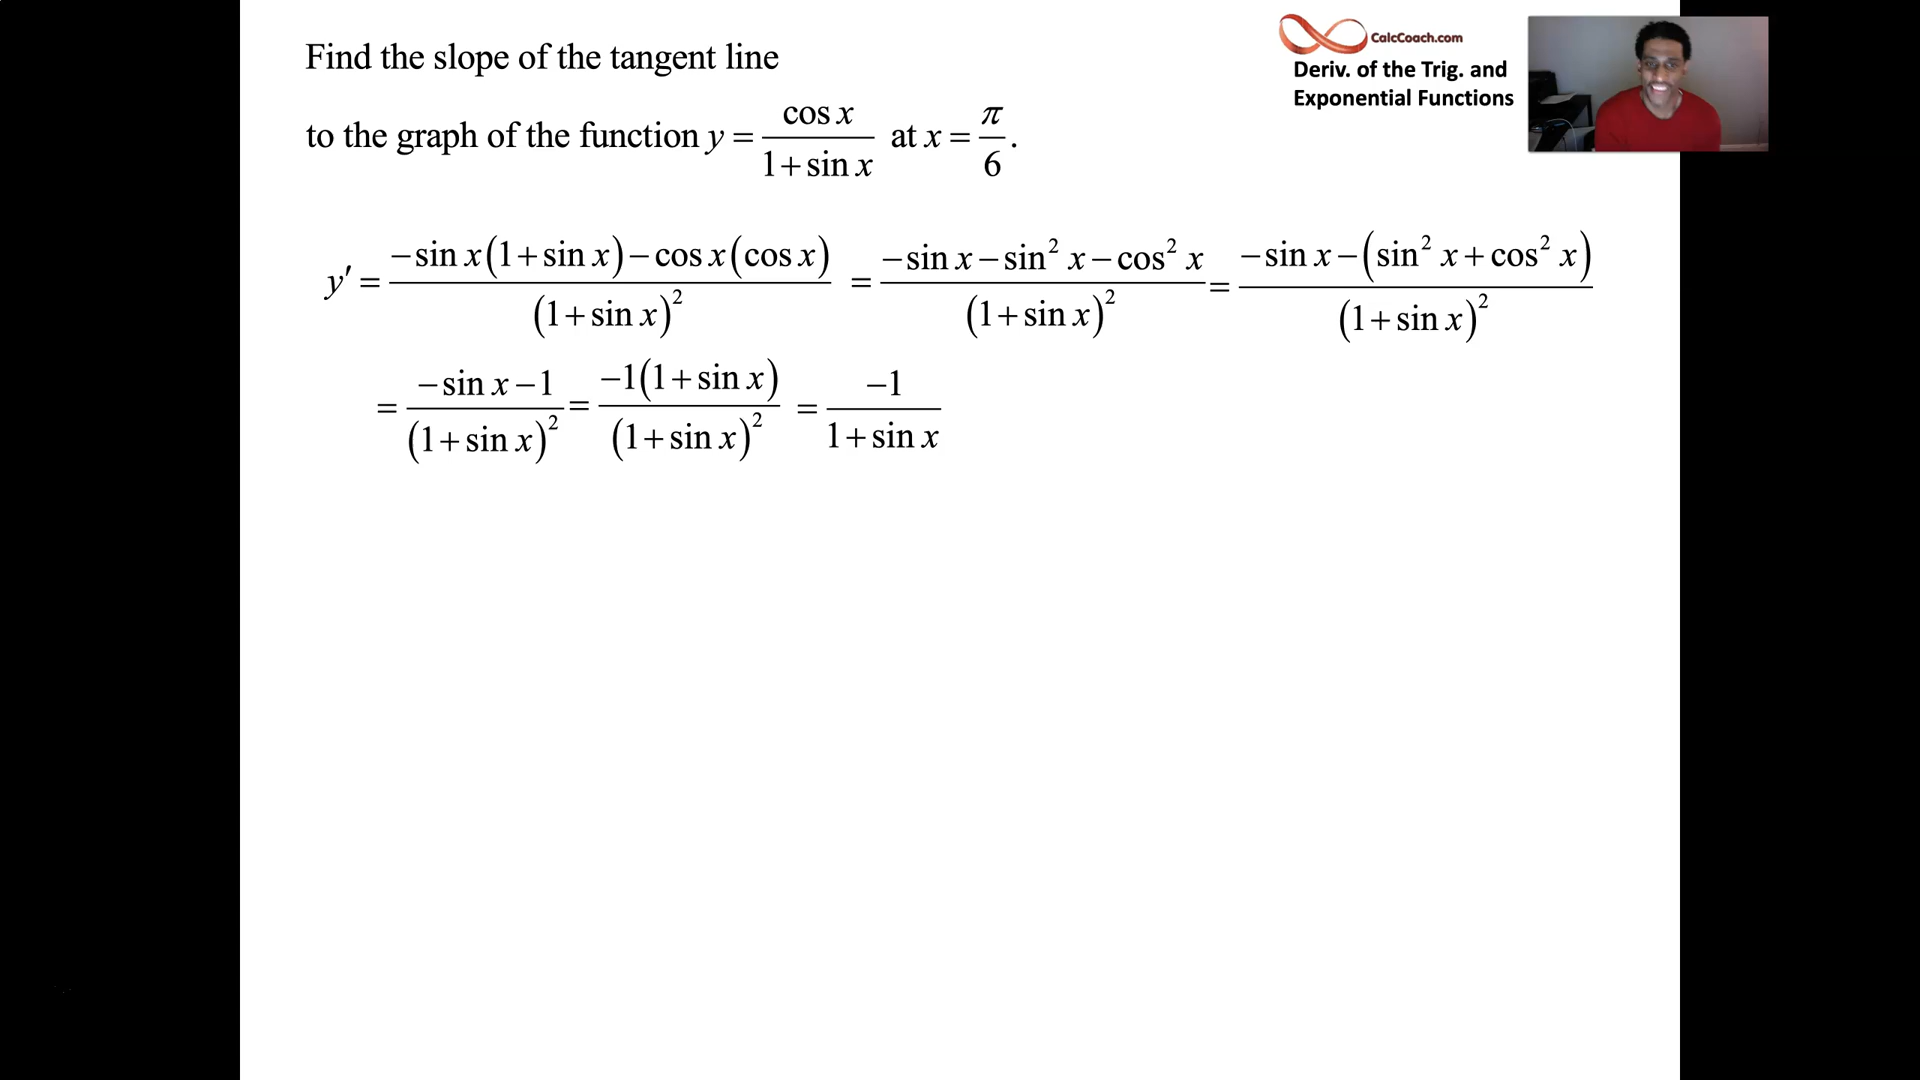 Find the slope of the tangent line
to the graph of the function y = cos x / 1 + sin x at x = π / 6 .
CalcCoach.com
Deriv. of the Trig. and
Exponential Functions
y′ = −sin x(1 + sin x) − cos x(cos x) / (1 + sin x)² = −sin x − sin² x − cos² x / (1 + sin x)² = −sin x − (sin² x + cos² x) / (1 + sin x)²
= −sin x − 1 / (1 + sin x)² = −1(1 + sin x) / (1 + sin x)² = −1 / 1 + sin x